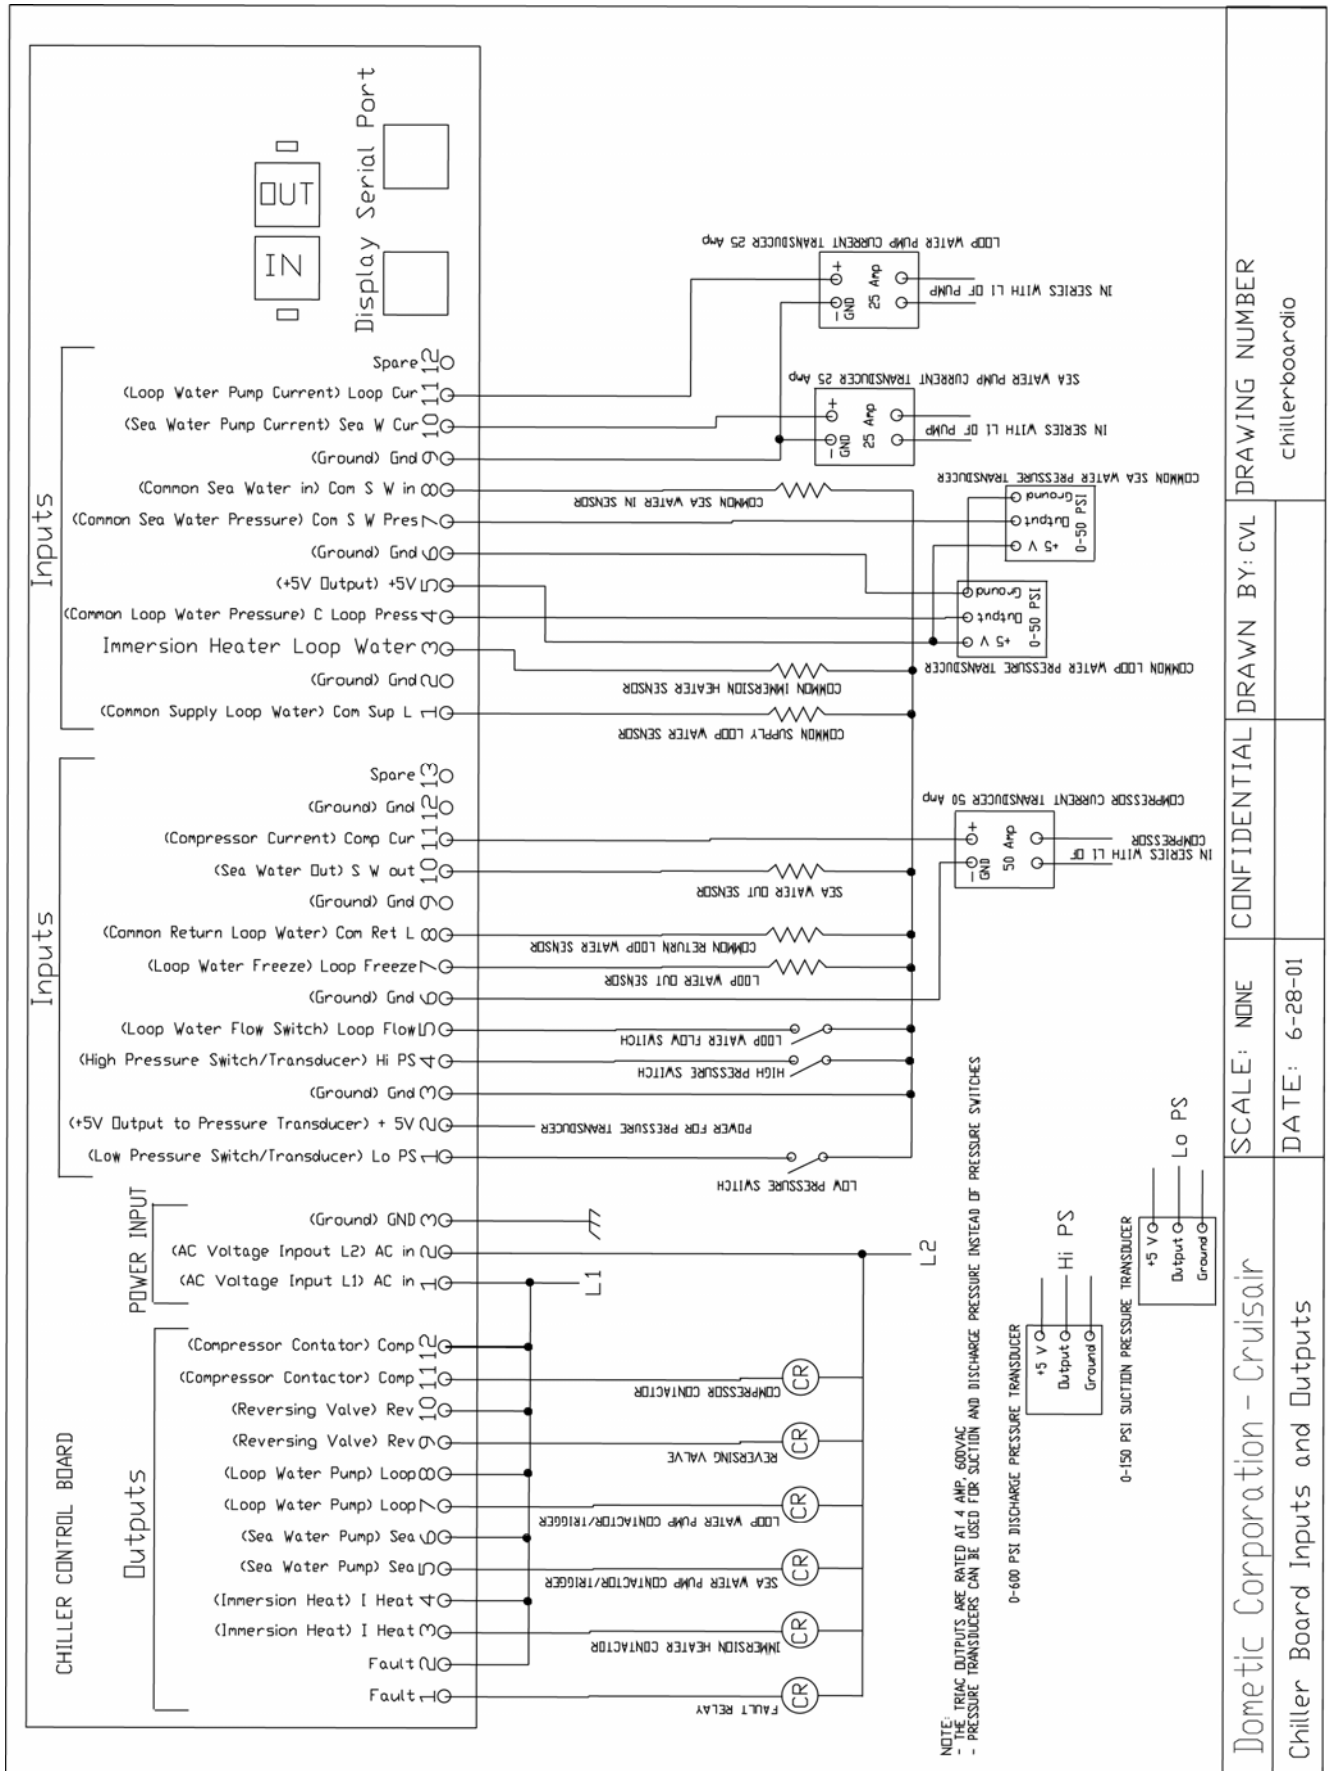 CHILLER CONTROL BOARD
IN
OUT
Display
Serial Port
Inputs
Spare 12
(Loop Water Pump Current) Loop Cur 11
(Sea Water Pump Current) Sea W Cur 10
(Ground) Gnd 9
(Common Sea Water in) Com S W in 8
(Common Sea Water Pressure) Com S W Pres 7
(Ground) Gnd 6
(+5V Output) +5V 5
(Common Loop Water Pressure) C Loop Press 4
Immersion Heater Loop Water 3
(Ground) Gnd 2
(Common Supply Loop Water) Com Sup L 1
Inputs
Spare 13
(Ground) Gnd 12
(Compressor Current) Comp Cur 11
(Sea Water Out) S W out 10
(Ground) Gnd 9
(Common Return Loop Water) Com Ret L 8
(Loop Water Freeze) Loop Freeze 7
(Ground) Gnd 6
(Loop Water Flow Switch) Loop Flow 5
(High Pressure Switch/Transducer) Hi PS 4
(Ground) Gnd 3
(+5V Output to Pressure Transducer) + 5V 2
(Low Pressure Switch/Transducer) Lo PS 1
POWER INPUT
(Ground) GND 3
(AC Voltage Inpout L2) AC in 2
(AC Voltage Input L1) AC in 1
Outputs
(Compressor Contator) Comp 12
(Compressor Contactor) Comp 11
(Reversing Valve) Rev 10
(Reversing Valve) Rev 9
(Loop Water Pump) Loop 8
(Loop Water Pump) Loop 7
(Sea Water Pump) Sea 6
(Sea Water Pump) Sea 5
(Immersion Heat) I Heat 4
(Immersion Heat) I Heat 3
Fault 2
Fault 1
LOOP WATER PUMP CURRENT TRANSDUCER 25 Amp
+
-
GND
25 Amp
IN SERIES WITH L1 OF PUMP
SEA WATER PUMP CURRENT TRANSDUCER 25 Amp
+
-
GND
25 Amp
IN SERIES WITH L1 OF PUMP
COMMON SEA WATER IN SENSOR
COMMON SEA WATER PRESSURE TRANSDUCER
Ground
Output
+5 V
0-50 PSI
Ground
Output
+5 V
0-50 PSI
COMMON LOOP WATER PRESSURE TRANSDUCER
COMMON IMMERSION HEATER SENSOR
COMMON SUPPLY LOOP WATER SENSOR
COMPRESSOR CURRENT TRANSDUCER 50 Amp
+
-
GND
50 Amp
IN SERIES WITH L1 OF
COMPRESSOR
SEA WATER OUT SENSOR
COMMON RETURN LOOP WATER SENSOR
LOOP WATER OUT SENSOR
LOOP WATER FLOW SWITCH
HIGH PRESSURE SWITCH
POWER FOR PRESSURE TRANSDUCER
LOW PRESSURE SWITCH
L2
L1
CR
COMPRESSOR CONTACTOR
CR
REVERSING VALVE
CR
LOOP WATER PUMP CONTACTOR/TRIGGER
CR
SEA WATER PUMP CONTACTOR/TRIGGER
CR
IMMERSION HEATER CONTACTOR
CR
FAULT RELAY
NOTE:
- THE TRIAC OUTPUTS ARE RATED AT 4 AMP, 600VAC
- PRESSURE TRANSDUCERS CAN BE USED FOR SUCTION AND DISCHARGE PRESSURE INSTEAD OF PRESSURE SWITCHES
0-600 PSI DISCHARGE PRESSURE TRANSDUCER
+5 V
Output
Ground
Hi PS
0-150 PSI SUCTION PRESSURE TRANSDUCER
+5 V
Output
Ground
Lo PS
Dometic Corporation - Cruisair
Chiller Board Inputs and Outputs
SCALE: NONE
DATE: 6-28-01
CONFIDENTIAL
DRAWN BY: CVL
DRAWING NUMBER
chillerboardio